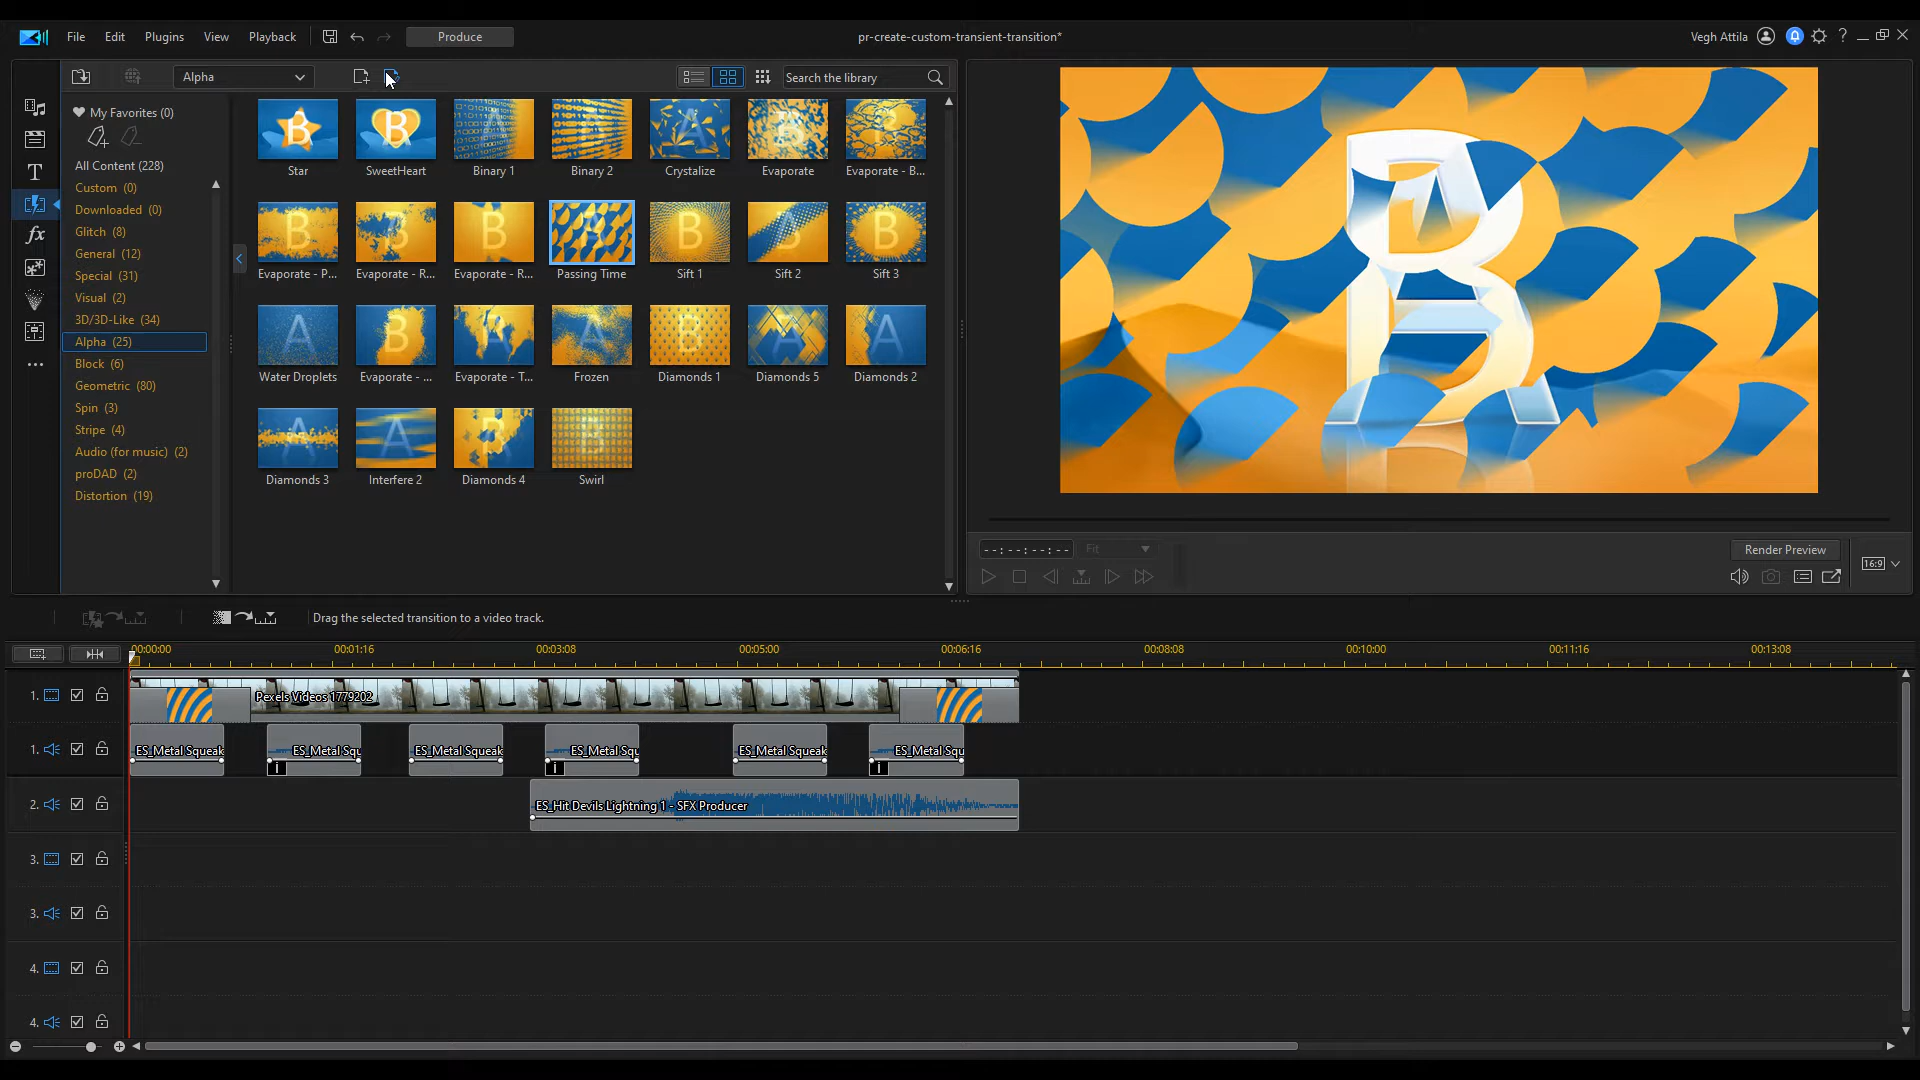 File Edit Plugins View Playback Produce pr-create-custom-transient-transition* Vegh Attila ?
Alpha Search the library
My Favorites (0)
All Content (228)
Custom (0)
Downloaded (0)
Glitch (8)
General (12)
Special (31)
Visual (2)
3D/3D-Like (34)
Alpha (25)
Block (6)
Geometric (80)
Spin (3)
Stripe (4)
Audio (for music) (2)
proDAD (2)
Distortion (19)
Star SweetHeart Binary 1 Binary 2 Crystalize Evaporate Evaporate - B...
Evaporate - P... Evaporate - R... Evaporate - R... Passing Time Sift 1 Sift 2 Sift 3
Water Droplets Evaporate - ... Evaporate - T... Frozen Diamonds 1 Diamonds 5 Diamonds 2
Diamonds 3 Interfere 2 Diamonds 4 Swirl
--:--:--:-- Fit Render Preview
16:9
Drag the selected transition to a video track.
00:00:00 00:01:16 00:03:08 00:05:00 00:06:16 00:08:08 00:10:00 00:11:16 00:13:08
1. Pexels Videos 1779202
1. ES_Metal Squeak ES_Metal Squ ES_Metal Squeak ES_Metal Squ ES_Metal Squeak ES_Metal Squ
i i i
2. ES_Hit Devils Lightning 1 - SFX Producer
3.
3.
4.
4.